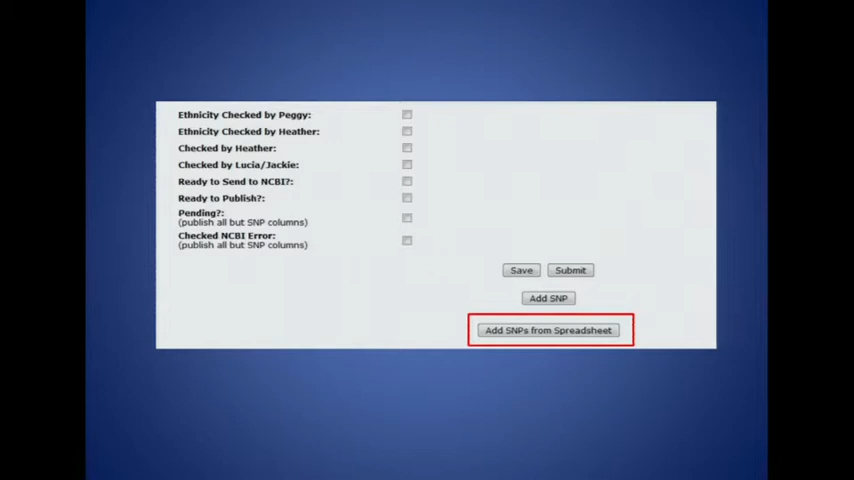 Ethnicity Checked by Peggy:
Ethnicity Checked by Heather:
Checked by Heather:
Checked by Lucia/Jackie:
Ready to Send to NCBI?:
Ready to Publish?:
Pending?:
(publish all but SNP columns)
Checked NCBI Error:
(publish all but SNP columns)
Save Submit
Add SNP
Add SNPs from Spreadsheet